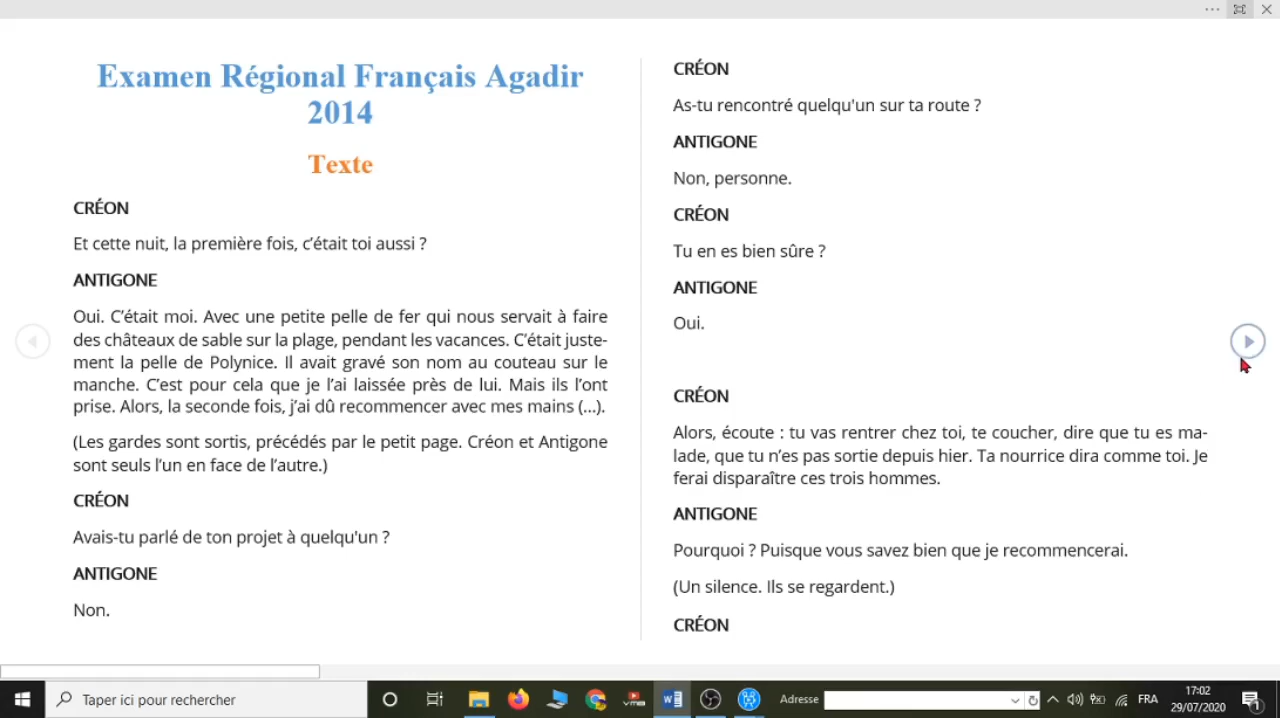 Examen Régional Français Agadir
2014
Texte
CRÉON
Et cette nuit, la première fois, c’était toi aussi ?
ANTIGONE
Oui. C’était moi. Avec une petite pelle de fer qui nous servait à faire
des châteaux de sable sur la plage, pendant les vacances. C’était juste-
ment la pelle de Polynice. Il avait gravé son nom au couteau sur le
manche. C’est pour cela que je l’ai laissée près de lui. Mais ils l’ont
prise. Alors, la seconde fois, j’ai dû recommencer avec mes mains (…).
(Les gardes sont sortis, précédés par le petit page. Créon et Antigone
sont seuls l’un en face de l’autre.)
CRÉON
Avais-tu parlé de ton projet à quelqu'un ?
ANTIGONE
Non.
CRÉON
As-tu rencontré quelqu'un sur ta route ?
ANTIGONE
Non, personne.
CRÉON
Tu en es bien sûre ?
ANTIGONE
Oui.
CRÉON
Alors, écoute : tu vas rentrer chez toi, te coucher, dire que tu es ma-
lade, que tu n’es pas sortie depuis hier. Ta nourrice dira comme toi. Je
ferai disparaître ces trois hommes.
ANTIGONE
Pourquoi ? Puisque vous savez bien que je recommencerai.
(Un silence. Ils se regardent.)
CRÉON
Taper ici pour rechercher
Adresse
FRA
17:02
29/07/2020